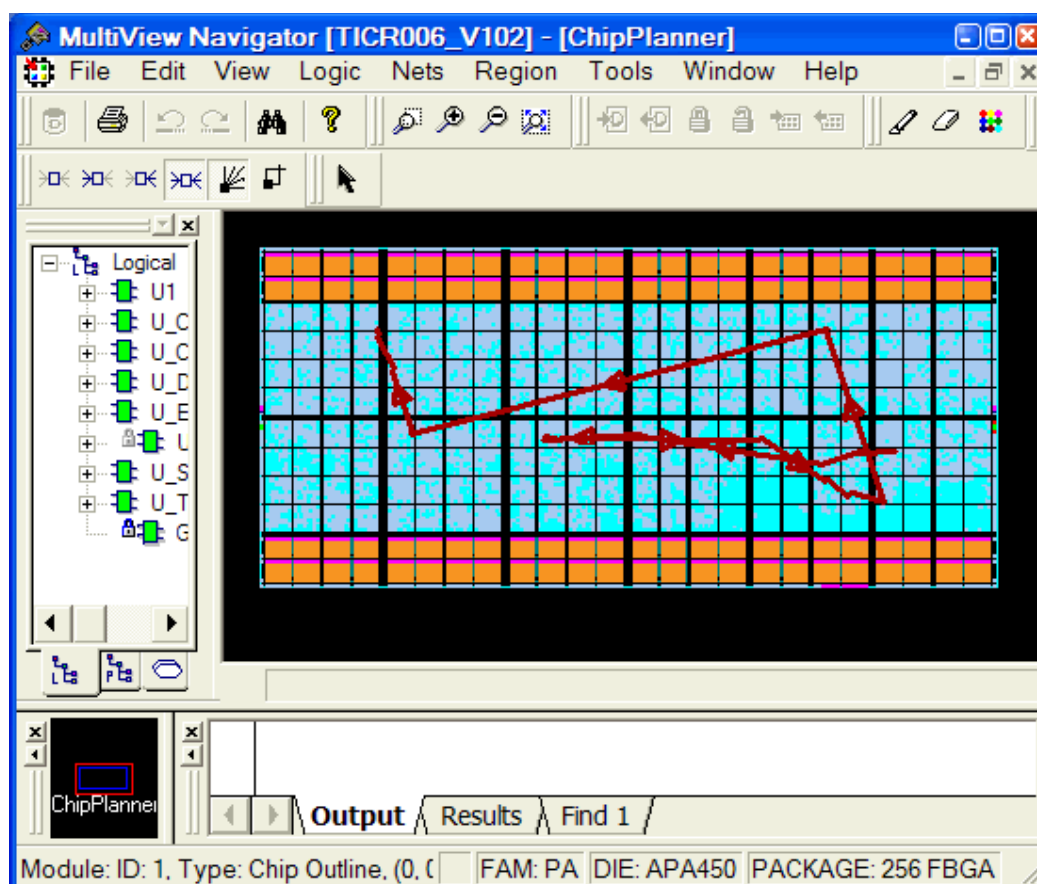 MultiView Navigator [TICR006_V102] - [ChipPlanner]
File Edit View Logic Nets Region Tools Window Help
Logical
U1
U_C
U_C
U_D
U_E
U
U_S
U_T
G
ChipPlanner
Output Results Find 1
Module: ID: 1, Type: Chip Outline, (0, ( FAM: PA DIE: APA450 PACKAGE: 256 FBGA